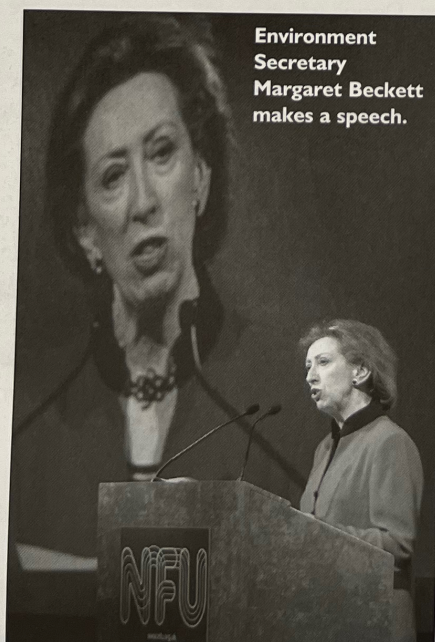 Environment
Secretary
Margaret Beckett
makes a speech.
NFU